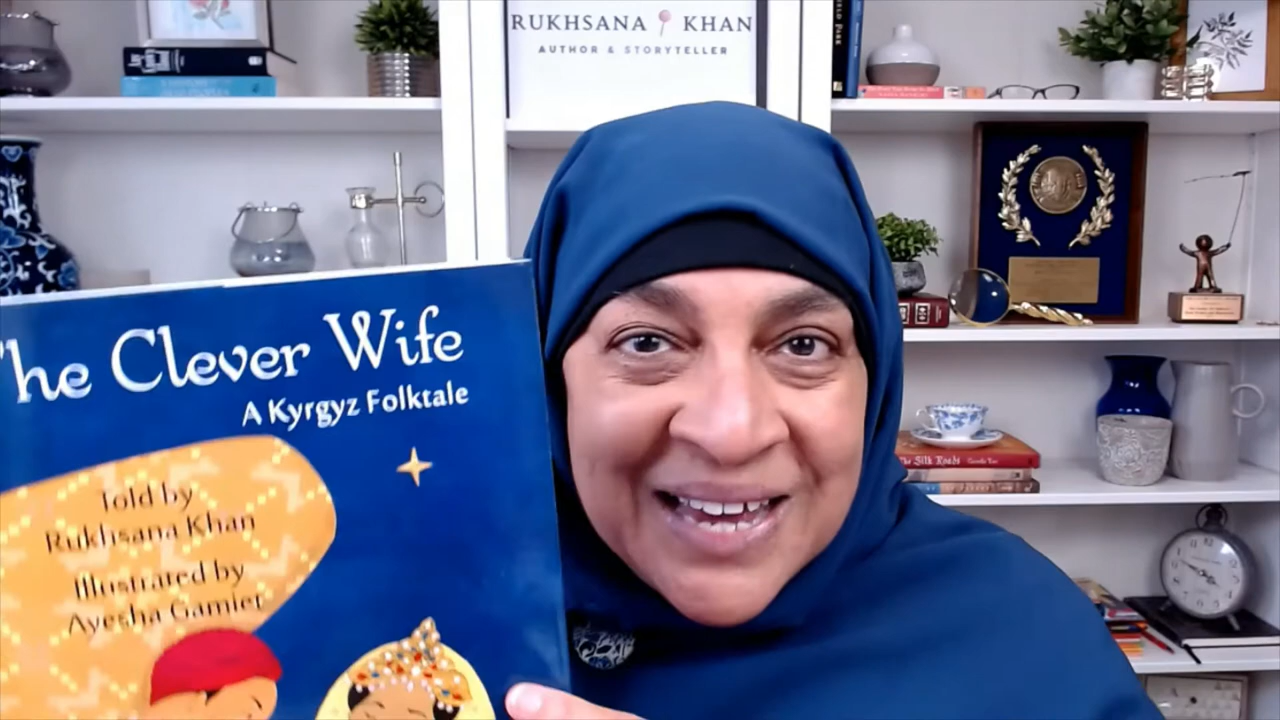 RUKHSANA KHAN
AUTHOR & STORYTELLER
The Clever Wife
A Kyrgyz Folktale
Told by
Rukhsana Khan
Illustrated by
Ayesha Gamiet
The Silk Roads